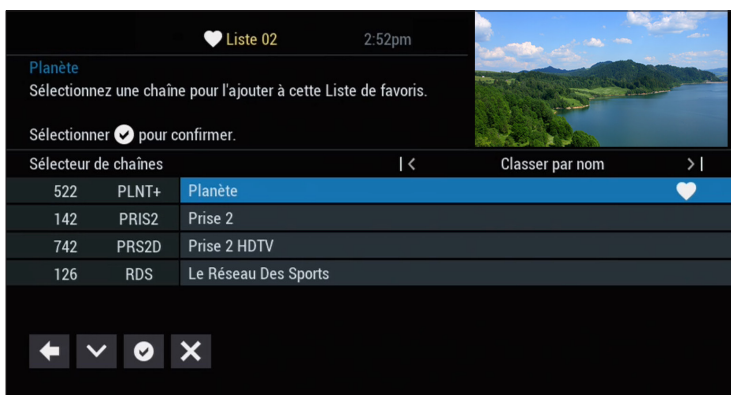 Liste 02 2:52pm
Planète
Sélectionnez une chaîne pour l'ajouter à cette Liste de favoris.
Sélectionner pour confirmer.
Sélecteur de chaînes |< Classer par nom >|
522 PLNT+ Planète
142 PRIS2 Prise 2
742 PRS2D Prise 2 HDTV
126 RDS Le Réseau Des Sports